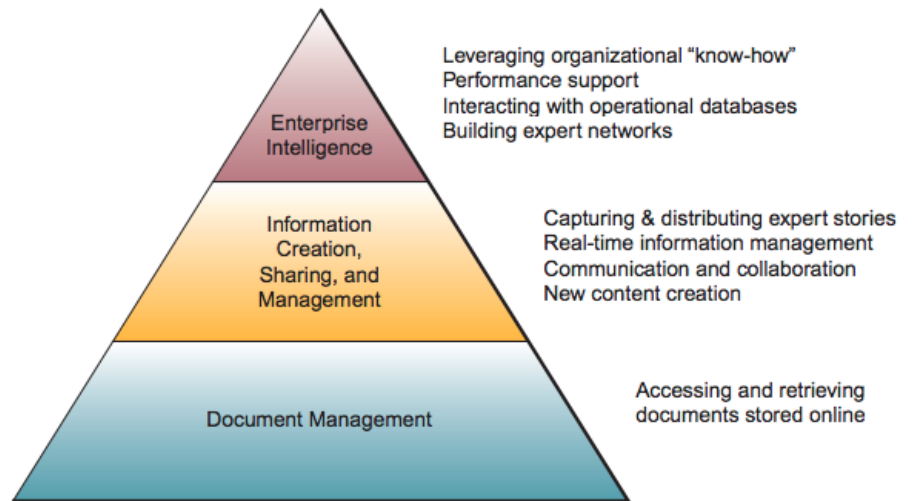 Leveraging organizational “know-how”
Performance support
Interacting with operational databases
Building expert networks
Enterprise
Intelligence
Capturing & distributing expert stories
Real-time information management
Communication and collaboration
New content creation
Information
Creation,
Sharing, and
Management
Accessing and retrieving
documents stored online
Document Management